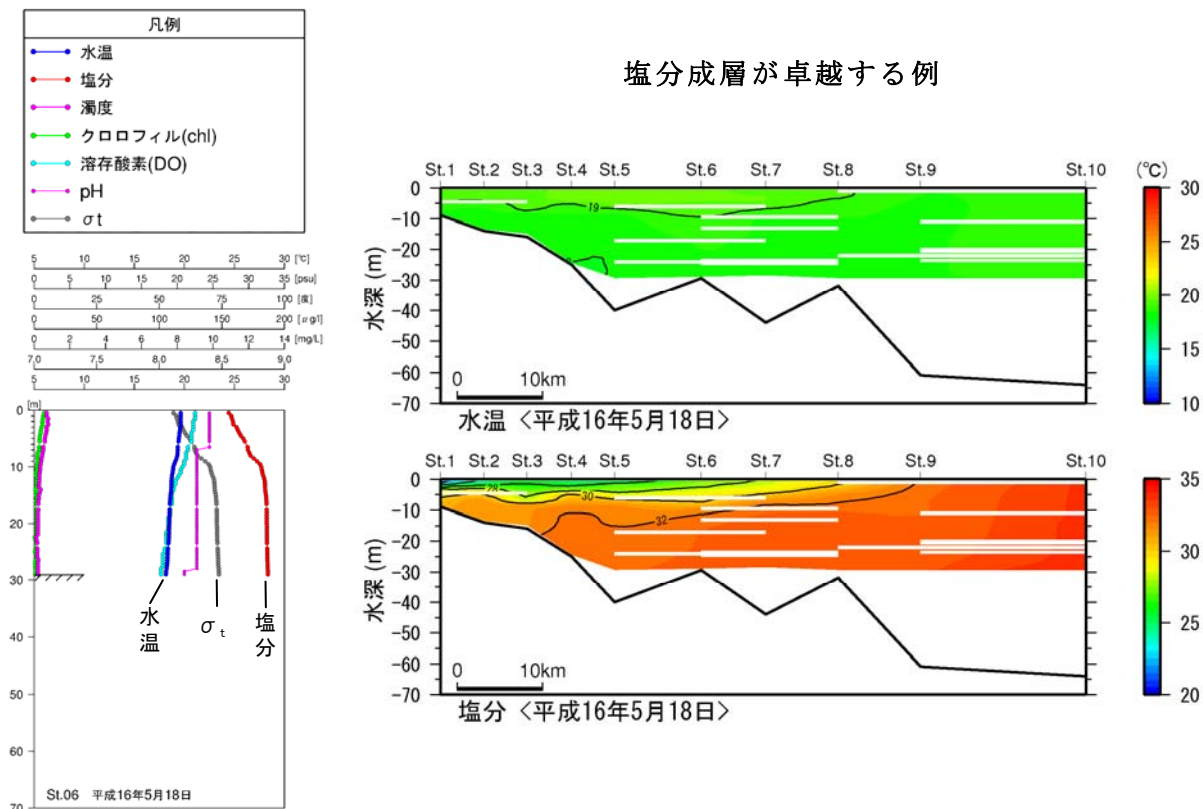 凡例
水温
塩分
濁度
クロロフィル(chl)
溶存酸素(DO)
pH
σt
5 10 15 20 25 30 [℃]
0 5 10 15 20 25 30 35 [psu]
0 25 50 75 100 [度]
0 50 100 150 200 [μg/l]
0 2 4 6 8 10 12 14 [mg/L]
7.0 7.5 8.0 8.5 9.0
5 10 15 20 25 30
[m]
0
10
20
30
40
50
60
70
水温
σt
塩分
St.06 平成16年5月18日
塩分成層が卓越する例
St.1 St.2 St.3 St.4 St.5 St.6 St.7 St.8 St.9 St.10
(℃)
水深 (m)
0
-10
-20
-30
-40
-50
-60
-70
19
0 10km
30
25
20
15
10
水温 <平成16年5月18日>
St.1 St.2 St.3 St.4 St.5 St.6 St.7 St.8 St.9 St.10
水深 (m)
0
-10
-20
-30
-40
-50
-60
-70
28
30
32
0 10km
35
30
25
20
塩分 <平成16年5月18日>